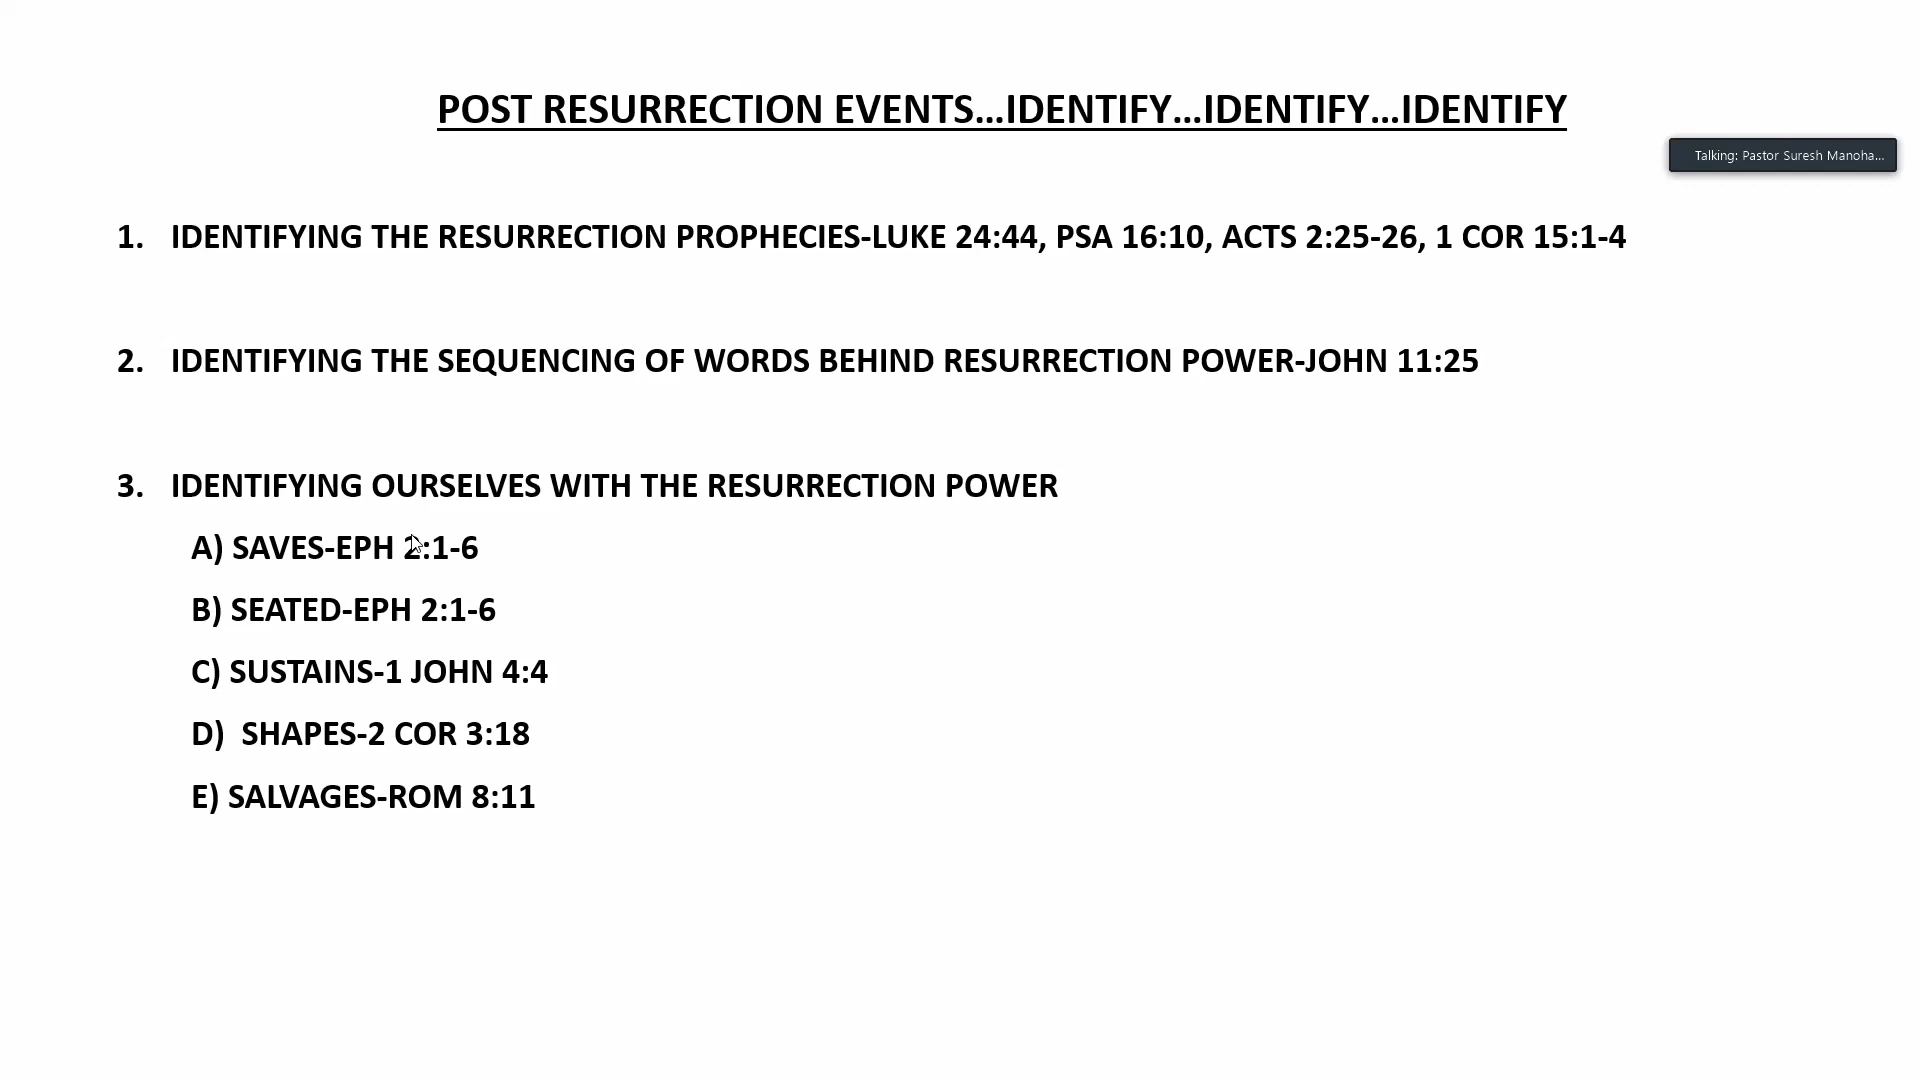 POST RESURRECTION EVENTS...IDENTIFY...IDENTIFY...IDENTIFY
Talking: Pastor Suresh Manoha...
1. IDENTIFYING THE RESURRECTION PROPHECIES-LUKE 24:44, PSA 16:10, ACTS 2:25-26, 1 COR 15:1-4
2. IDENTIFYING THE SEQUENCING OF WORDS BEHIND RESURRECTION POWER-JOHN 11:25
3. IDENTIFYING OURSELVES WITH THE RESURRECTION POWER
A) SAVES-EPH 2:1-6
B) SEATED-EPH 2:1-6
C) SUSTAINS-1 JOHN 4:4
D) SHAPES-2 COR 3:18
E) SALVAGES-ROM 8:11